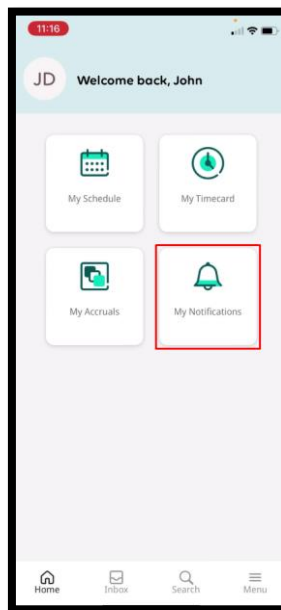 11:16
JD Welcome back, John
My Schedule My Timecard
My Accruals My Notifications
Home Inbox Search Menu